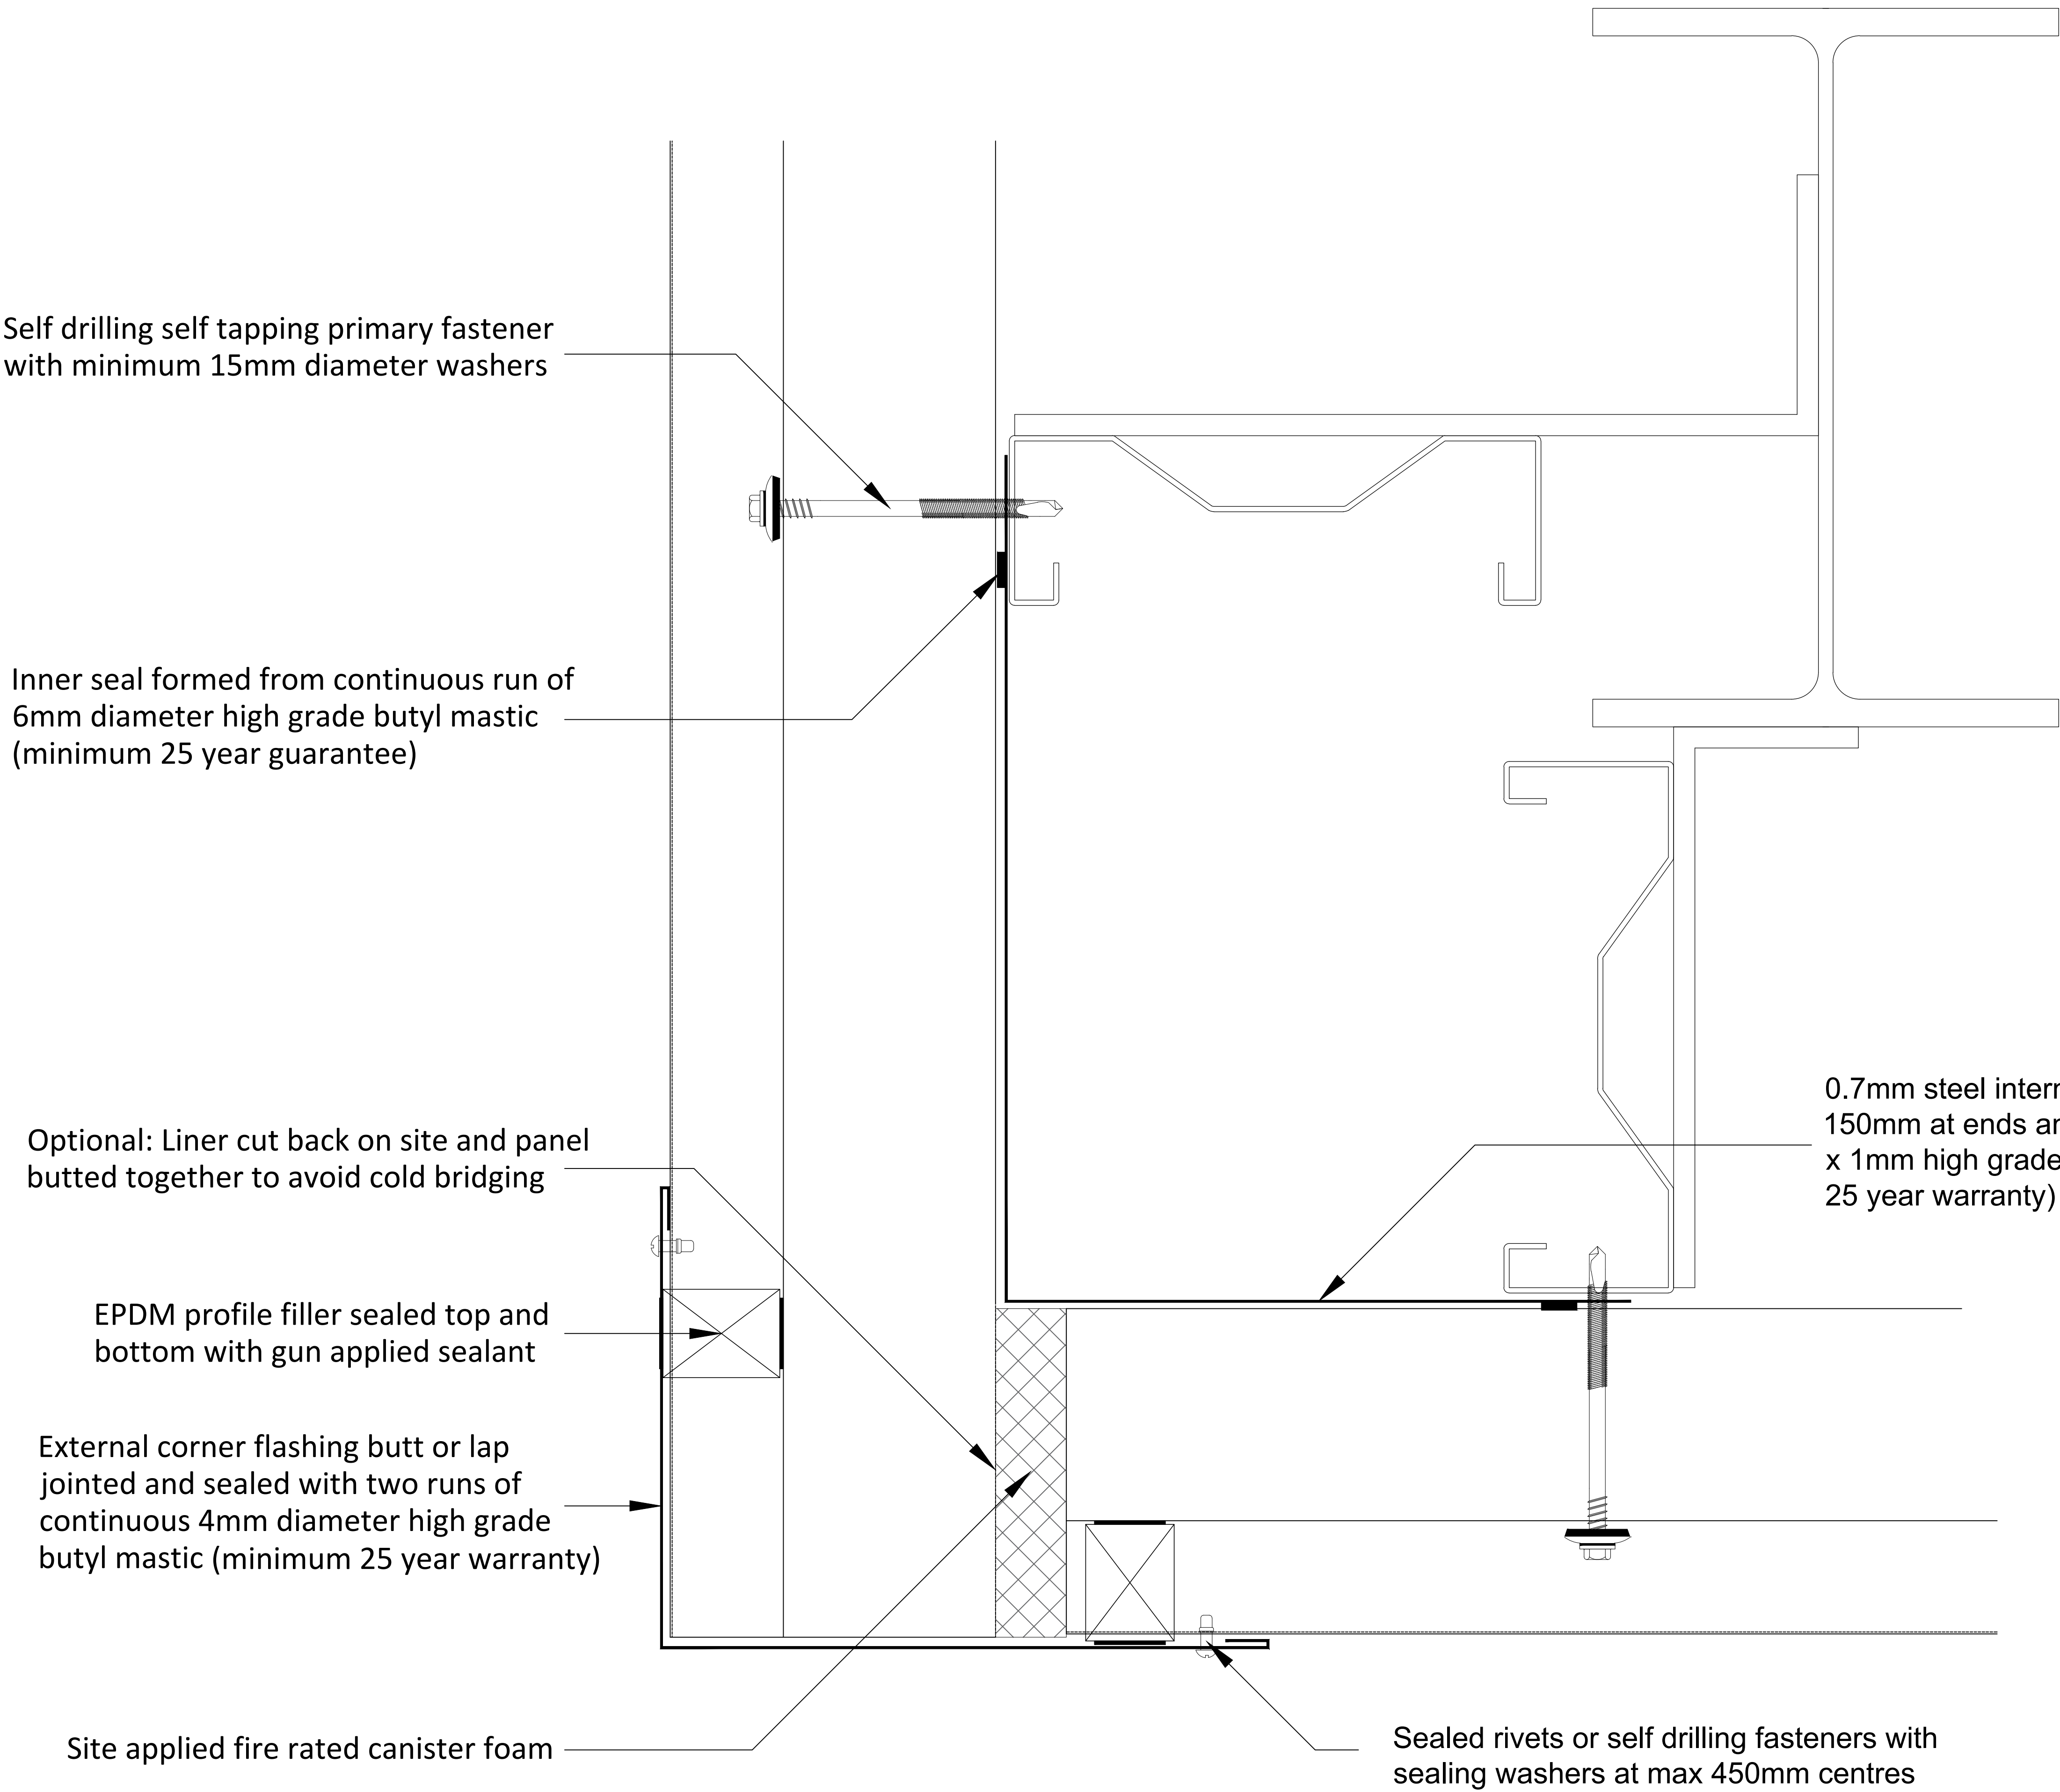 Self drilling self tapping primary fastener
with minimum 15mm diameter washers
Inner seal formed from continuous run of
6mm diameter high grade butyl mastic
(minimum 25 year guarantee)
0.7mm steel
150mm at ends
x 1mm high grade
25 year warranty)
Optional: Liner cut back on site and panel
butted together to avoid cold bridging
EPDM profile filler sealed top and
bottom with gun applied sealant
External corner flashing butt or lap
jointed and sealed with two runs of
continuous 4mm diameter high grade
butyl mastic (minimum 25 year warranty)
Site applied fire rated canister foam
Sealed rivets or self drilling fasteners with
sealing washers at max 450mm centres